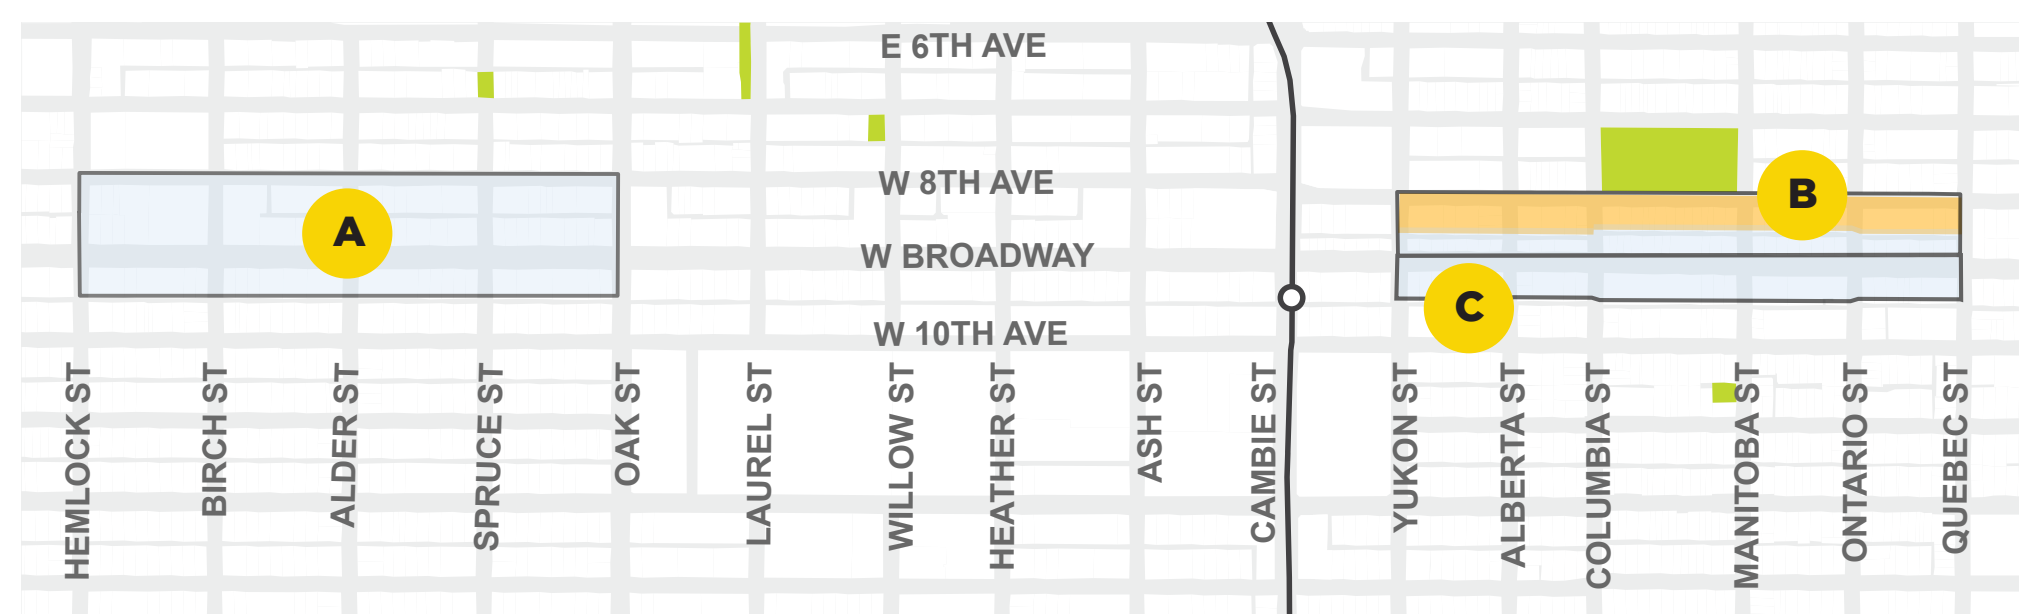 E 6TH AVE
W 8TH AVE
B
A
W BROADWAY
C
W 10TH AVE
HEMLOCK ST
BIRCH ST
ALDER ST
SPRUCE ST
OAK ST
LAUREL ST
WILLOW ST
HEATHER ST
ASH ST
CAMBIE ST
YUKON ST
ALBERTA ST
COLUMBIA ST
MANITOBA ST
ONTARIO ST
QUEBEC ST